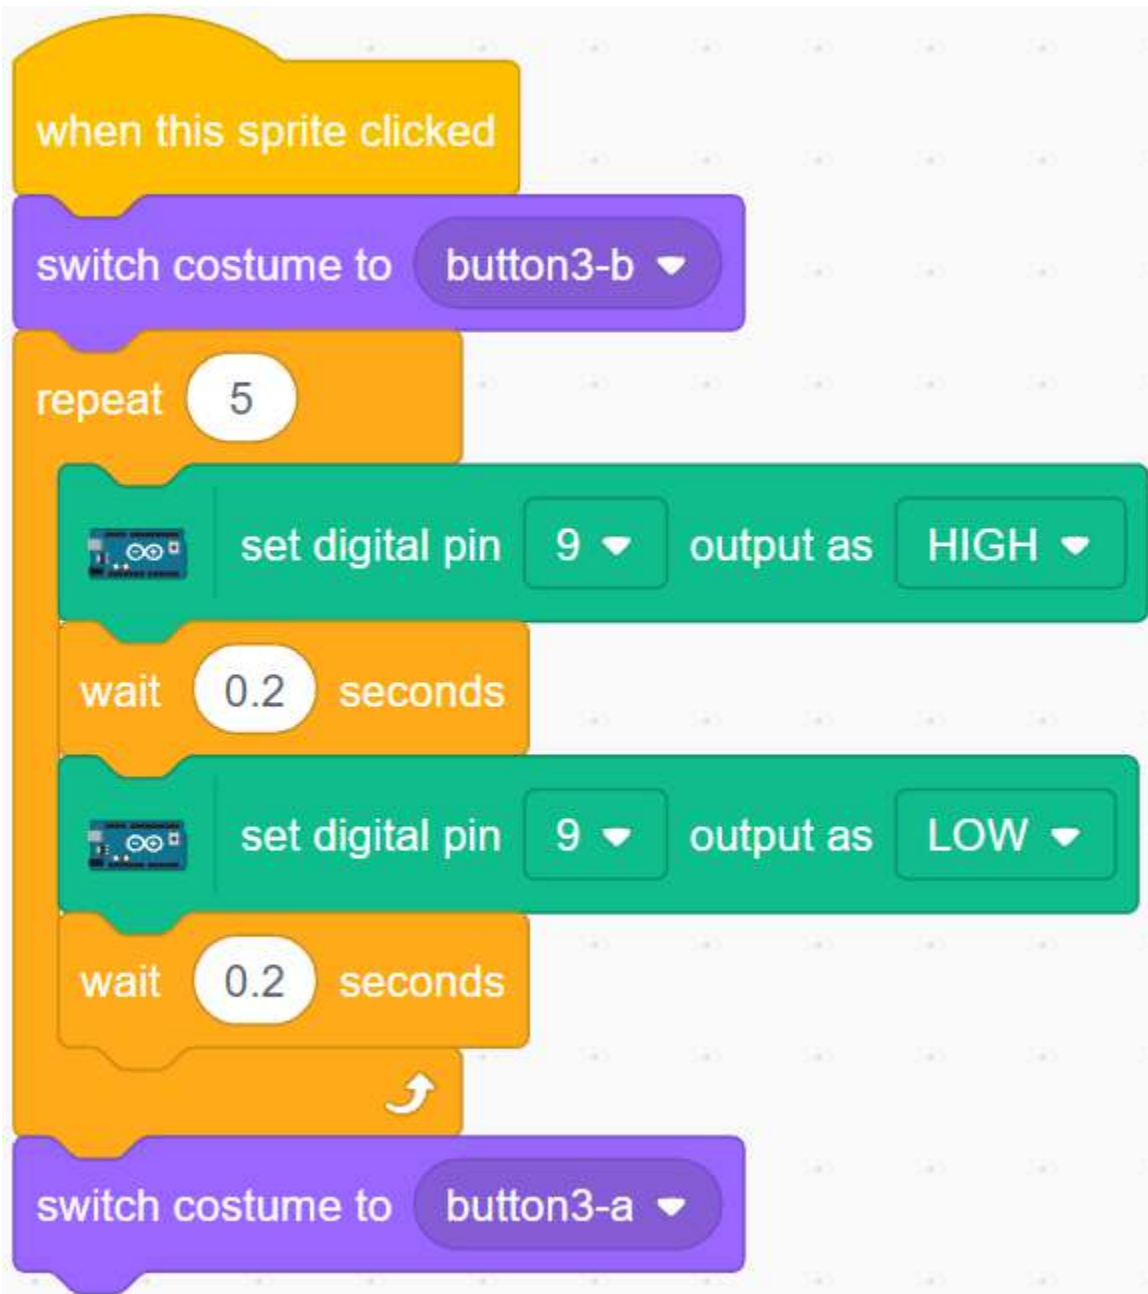 when this sprite clicked
switch costume to button3-b
repeat 5
set digital pin 9 output as HIGH
wait 0.2 seconds
set digital pin 9 output as LOW
wait 0.2 seconds
switch costume to button3-a